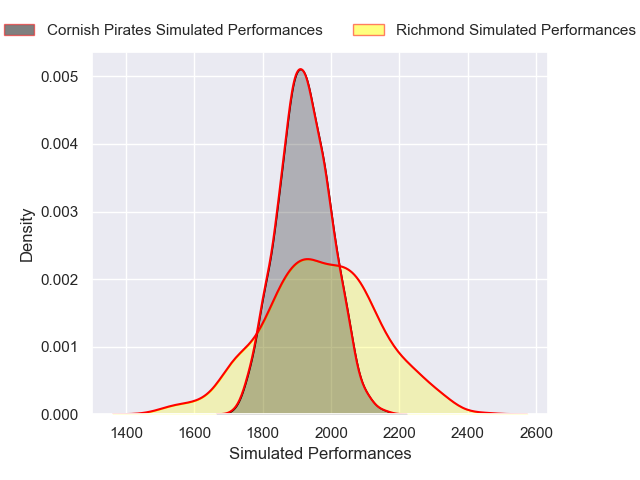 Cornish Pirates Simulated Performances
Richmond Simulated Performances
0.005
0.004
0.003
0.002
0.001
0.000
Density
1400 1600 1800 2000 2200 2400 2600
Simulated Performances